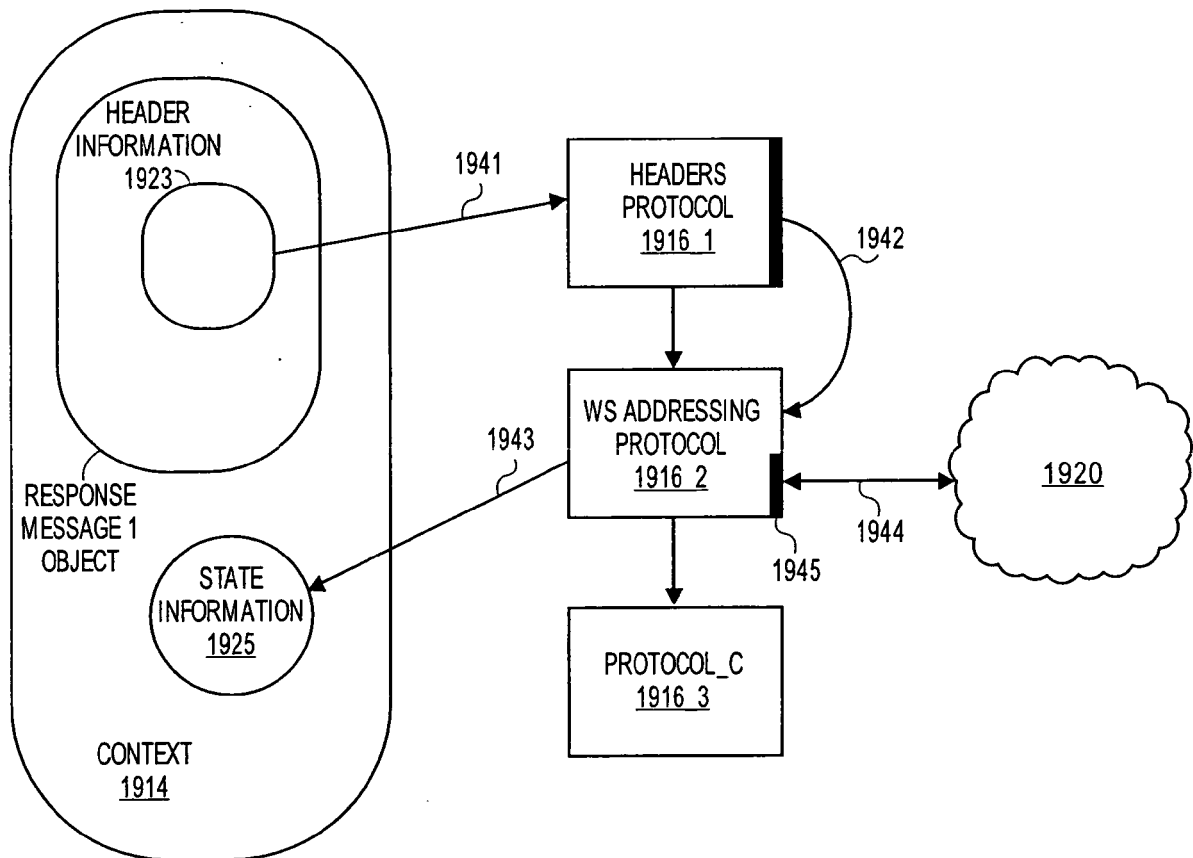 HEADER
INFORMATION
1923
1941
HEADERS
PROTOCOL
1916_1
1942
WS ADDRESSING
PROTOCOL
1916_2
1943
1920
1944
1945
RESPONSE
MESSAGE 1
OBJECT
STATE
INFORMATION
1925
PROTOCOL_C
1916_3
CONTEXT
1914